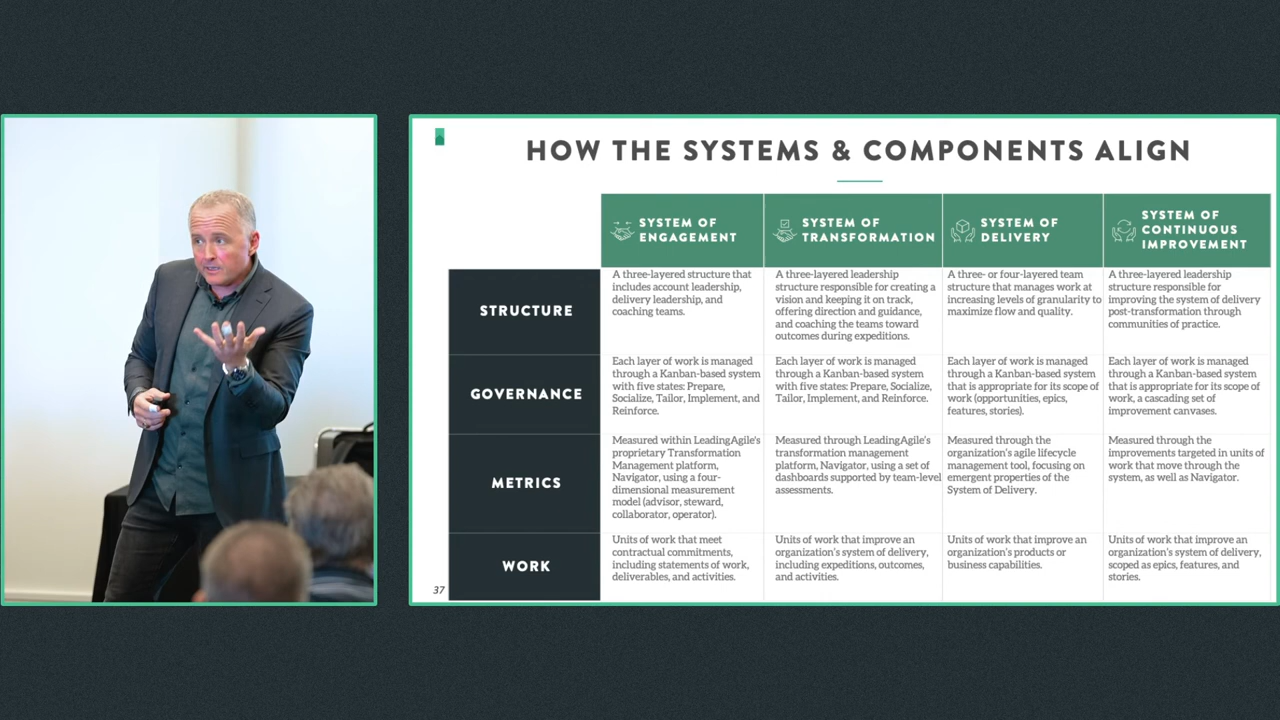 HOW THE SYSTEMS & COMPONENTS ALIGN
SYSTEM OF
ENGAGEMENT
SYSTEM OF
TRANSFORMATION
SYSTEM OF
DELIVERY
SYSTEM OF
CONTINUOUS
IMPROVEMENT
STRUCTURE
A three-layered structure that
includes account leadership,
delivery leadership, and
coaching teams.
A three-layered leadership
structure responsible for creating a
vision and keeping it on track,
offering direction and guidance,
and coaching the teams toward
outcomes during expeditions.
A three- or four-layered team
structure that manages work at
increasing levels of granularity to
maximize flow and quality.
A three-layered leadership
structure responsible for
improving the system of delivery
post-transformation through
communities of practice.
GOVERNANCE
Each layer of work is managed
through a Kanban-based system
with five states: Prepare,
Socialize, Tailor, Implement, and
Reinforce.
Each layer of work is managed
through a Kanban-based system
with five states: Prepare, Socialize,
Tailor, Implement, and Reinforce.
Each layer of work is managed
through a Kanban-based system
that is appropriate for its scope of
work (opportunities, epics,
features, stories).
Each layer of work is managed
through a Kanban-based system
that is appropriate for its scope of
work, a cascading set of
improvement canvases.
METRICS
Measured within LeadingAgile's
proprietary Transformation
Management platform,
Navigator, using a four-
dimensional measurement
model (advisor, steward,
collaborator, operator).
Measured through LeadingAgile's
transformation management
platform, Navigator, using a set of
dashboards supported by team-level
assessments.
Measured through the
organization's agile lifecycle
management tool, focusing on
emergent properties of the
System of Delivery.
Measured through the
improvements targeted in units of
work that move through the
system, as well as Navigator.
WORK
Units of work that meet
contractual commitments,
including statements of work,
deliverables, and activities.
Units of work that improve an
organization's system of delivery,
including expeditions, outcomes,
and activities.
Units of work that improve an
organization's products or
business capabilities.
Units of work that improve an
organization's system of delivery,
scoped as epics, features, and
stories.
37